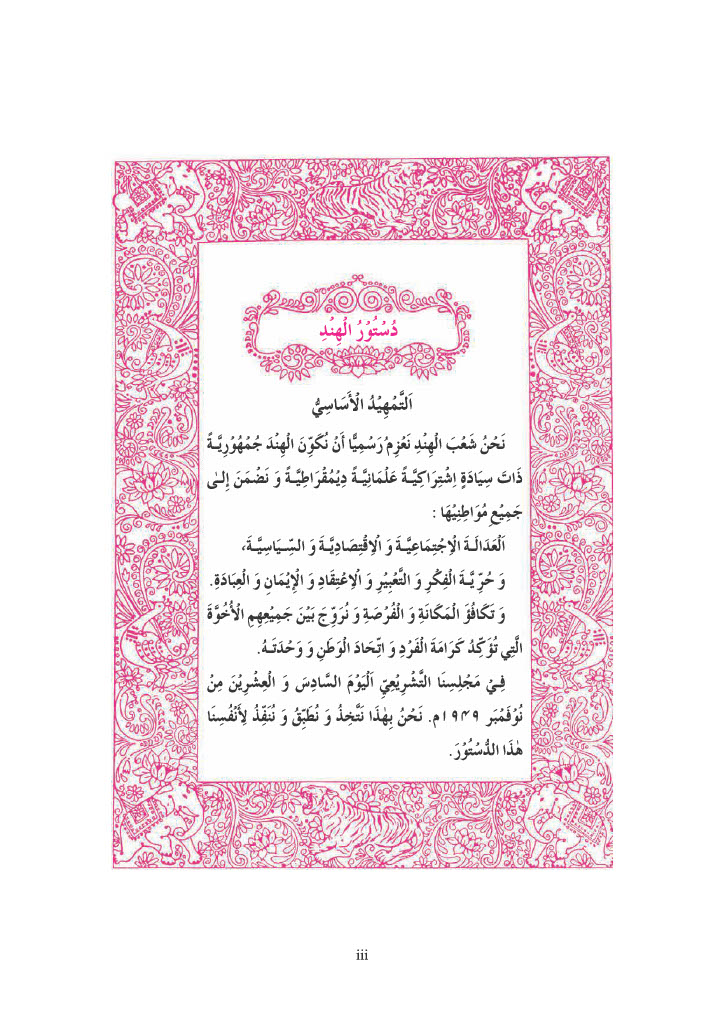 دُسْتُوْرُ الْهِنْدِ
اَلتَّمْهِيْدُ الْأَسَاسِيُّ
نَحْنُ شَعْبَ الْهِنْدِ نَعْزِمُ رَسْمِيًّا أَنْ نُكَوِّنَ الْهِنْدَ جُمْهُوْرِيَّةً
ذَاتَ سِيَادَةٍ اِشْتِرَاكِيَّةً عَلْمَانِيَّةً دِيْمُقْرَاطِيَّةً وَ نَضْمَنَ إِلىٰ
جَمِيْعِ مُوَاطِنِيْهَا :
اَلْعَدَالَةَ الْاِجْتِمَاعِيَّةَ وَ الْاِقْتِصَادِيَّةَ وَ السِّيَاسِيَّةَ،
وَ حُرِّيَّةَ الْفِكْرِ وَ التَّعْبِيْرِ وَ الْاِعْتِقَادِ وَ الْإِيْمَانِ وَ الْعِبَادَةِ.
وَ تَكَافُؤَ الْمَكَانَةِ وَ الْفُرْصَةِ وَ نُرَوِّجَ بَيْنَ جَمِيْعِهِمِ الْأُخُوَّةَ
الَّتِي تُؤَكِّدُ كَرَامَةَ الْفَرْدِ وَ اتِّحَادَ الْوَطَنِ وَ وَحْدَتَهُ.
فِيْ مَجْلِسِنَا التَّشْرِيْعِيِّ اَلْيَوْمَ السَّادِسَ وَ الْعِشْرِيْنَ مِنْ
نُوْفَمْبَر ۱۹۴۹م. نَحْنُ بِهٰذَا نَتَّخِذُ وَ نُطَبِّقُ وَ نُنَفِّذُ لِأَنْفُسِنَا
هٰذَا الدُّسْتُوْرَ.
iii